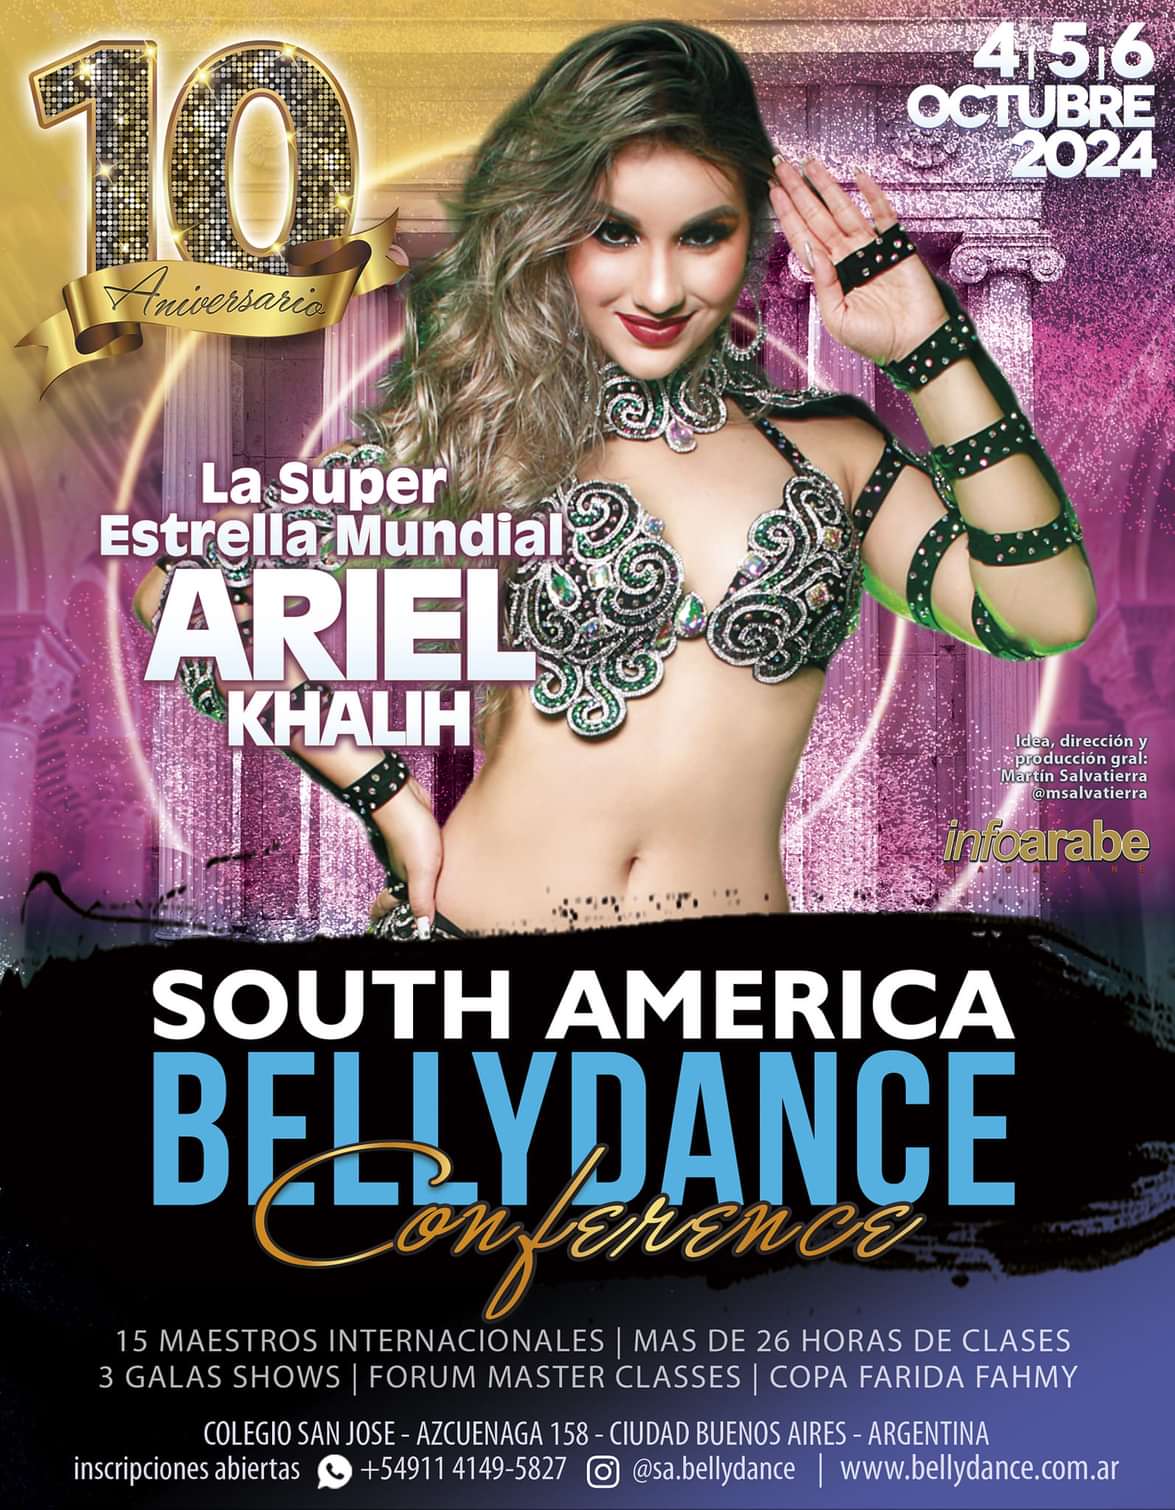 10
Aniversario
4|5|6
OCTUBRE
2024
La Super
Estrella Mundial
ARIEL
KHALIH
Idea, dirección y
producción gral:
Martín Salvatierra
@msalvatierra
infoarabe
MAGAZINE
SOUTH AMERICA
BELLYDANCE
Conference
15 MAESTROS INTERNACIONALES | MAS DE 26 HORAS DE CLASES
3 GALAS SHOWS | FORUM MASTER CLASSES | COPA FARIDA FAHMY
COLEGIO SAN JOSE - AZCUENAGA 158 - CIUDAD BUENOS AIRES - ARGENTINA
inscripciones abiertas +54911 4149-5827 @sa.bellydance | www.bellydance.com.ar